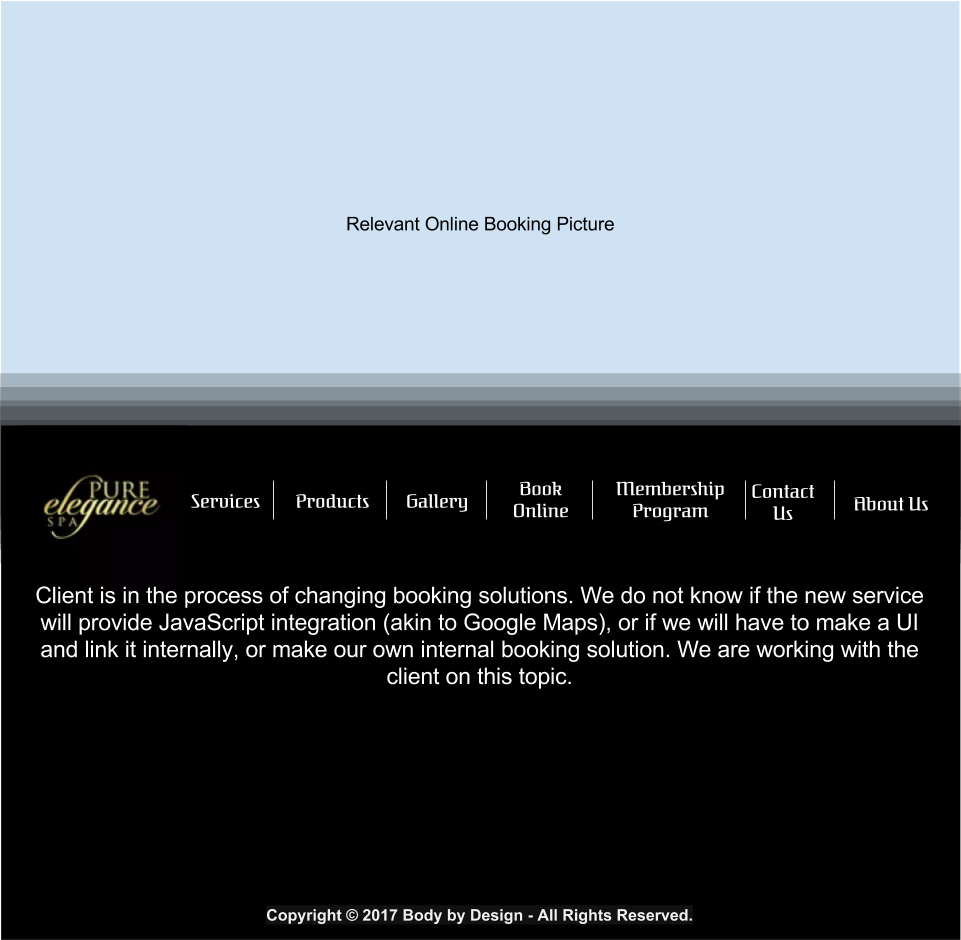 Relevant Online Booking Picture
PURE
elegance
SPA
Services
Products
Gallery
Book
Online
Membership
Program
Contact
Us
About Us
Client is in the process of changing booking solutions. We do not know if the new service
will provide JavaScript integration (akin to Google Maps), or if we will have to make a UI
and link it internally, or make our own internal booking solution. We are working with the
client on this topic.
Copyright © 2017 Body by Design - All Rights Reserved.